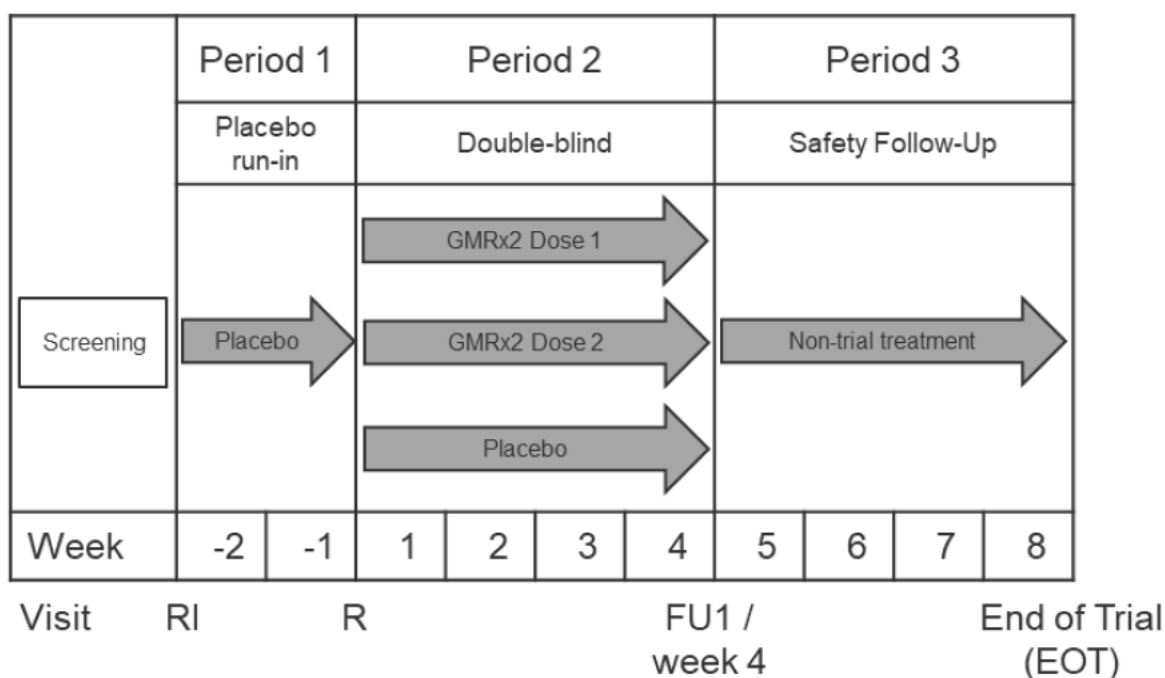 Period 1
Period 2
Period 3
Placebo
run-in
Double-blind
Safety Follow-Up
GMRx2 Dose 1
Screening
Placebo
GMRx2 Dose 2
Non-trial treatment
Placebo
Week -2 -1 1 2 3 4 5 6 7 8
Visit RI R FU1 / End of Trial
week 4 (EOT)